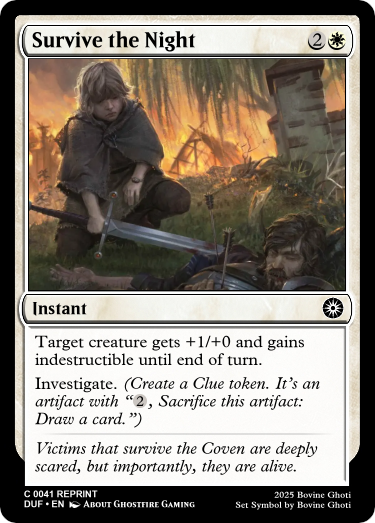 Survive the Night 2
Instant
Target creature gets +1/+0 and gains
indestructible until end of turn.
Investigate. (Create a Clue token. It's an
artifact with “2, Sacrifice this artifact:
Draw a card.”)
Victims that survive the Coven are deeply
scared, but importantly, they are alive.
C 0041 REPRINT
DUF • EN ABOUT GHOSTFIRE GAMING
2025 Bovine Ghoti
Set Symbol by Bovine Ghoti